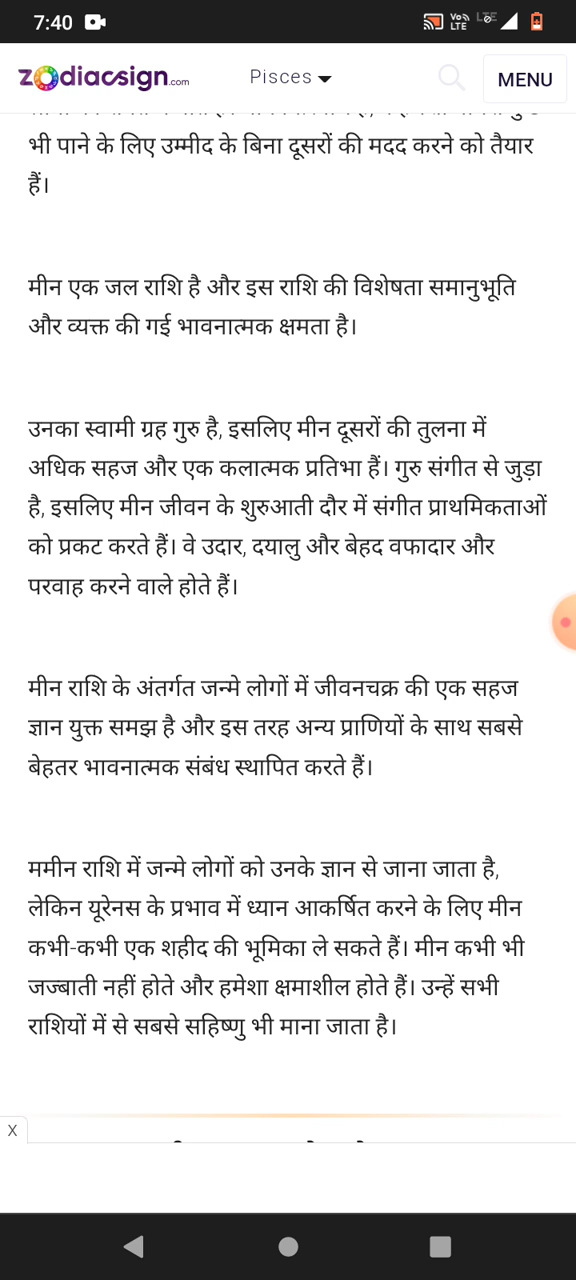 7:40
VoN LTE
LTE
zodiacsign.com
Pisces
MENU
भी पाने के लिए उम्मीद के बिना दूसरों की मदद करने को तैयार
हैं।
मीन एक जल राशि है और इस राशि की विशेषता समानुभूति
और व्यक्त की गई भावनात्मक क्षमता है।
उनका स्वामी ग्रह गुरु है, इसलिए मीन दूसरों की तुलना में
अधिक सहज और एक कलात्मक प्रतिभा हैं। गुरु संगीत से जुड़ा
है, इसलिए मीन जीवन के शुरुआती दौर में संगीत प्राथमिकताओं
को प्रकट करते हैं। वे उदार, दयालु और बेहद वफादार और
परवाह करने वाले होते हैं।
मीन राशि के अंतर्गत जन्मे लोगों में जीवनचक्र की एक सहज
ज्ञान युक्त समझ है और इस तरह अन्य प्राणियों के साथ सबसे
बेहतर भावनात्मक संबंध स्थापित करते हैं।
ममीन राशि में जन्मे लोगों को उनके ज्ञान से जाना जाता है,
लेकिन यूरेनस के प्रभाव में ध्यान आकर्षित करने के लिए मीन
कभी-कभी एक शहीद की भूमिका ले सकते हैं। मीन कभी भी
जज्बाती नहीं होते और हमेशा क्षमाशील होते हैं। उन्हें सभी
राशियों में से सबसे सहिष्णु भी माना जाता है।
X